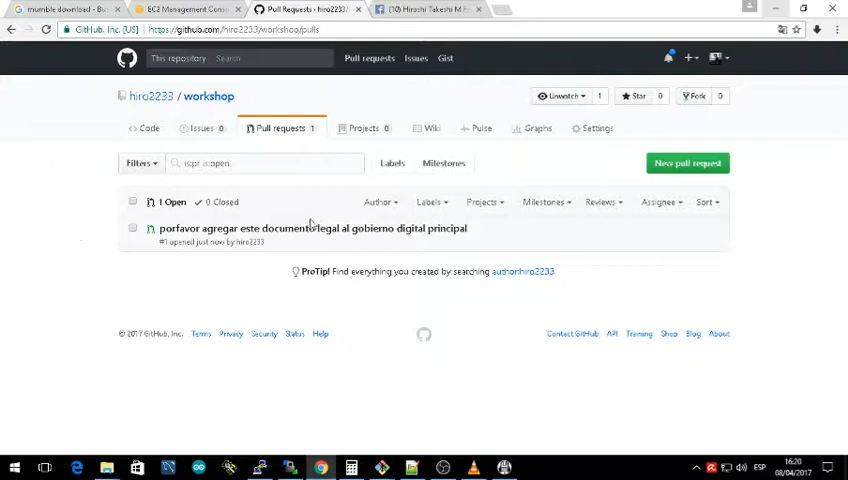 mumble download - Bu
EC2 Management Cons
Pull Requests - hiro2233/
(10) Hiroshi Takeshi M F
GitHub, Inc. [US] https://github.com/hiro2233/workshop/pulls
This repository Search Pull requests Issues Gist
hiro2233 / workshop
Unwatch 1 Star 0 Fork 0
Code Issues 0 Pull requests 1 Projects 0 Wiki Pulse Graphs Settings
Filters is:pr is:open Labels Milestones New pull request
1 Open 0 Closed Author Labels Projects Milestones Reviews Assignee Sort
porfavor agregar este documento legal al gobierno digital principal
#1 opened just now by hiro2233
ProTip! Find everything you created by searching author:hiro2233.
© 2017 GitHub, Inc. Terms Privacy Security Status Help Contact GitHub API Training Shop Blog About
ESP
16:20
08/04/2017